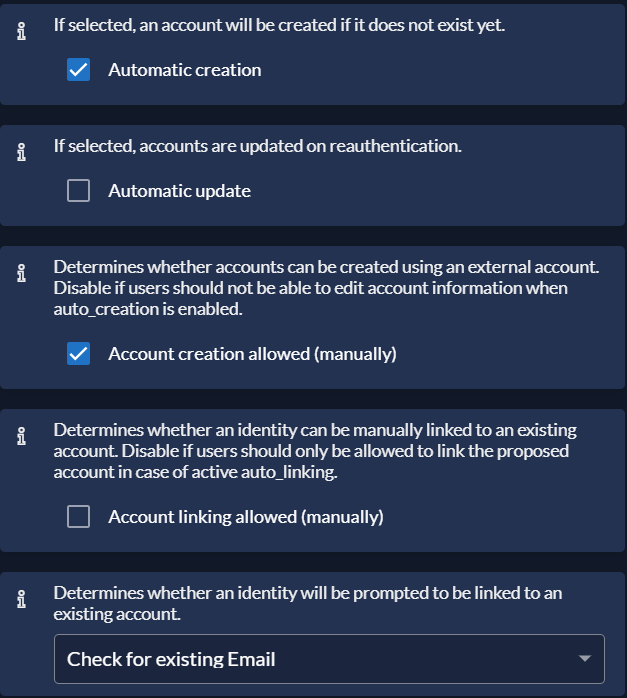 If selected, an account will be created if it does not exist yet.
Automatic creation
If selected, accounts are updated on reauthentication.
Automatic update
Determines whether accounts can be created using an external account.
Disable if users should not be able to edit account information when
auto_creation is enabled.
Account creation allowed (manually)
Determines whether an identity can be manually linked to an existing
account. Disable if users should only be allowed to link the proposed
account in case of active auto_linking.
Account linking allowed (manually)
Determines whether an identity will be prompted to be linked to an
existing account.
Check for existing Email